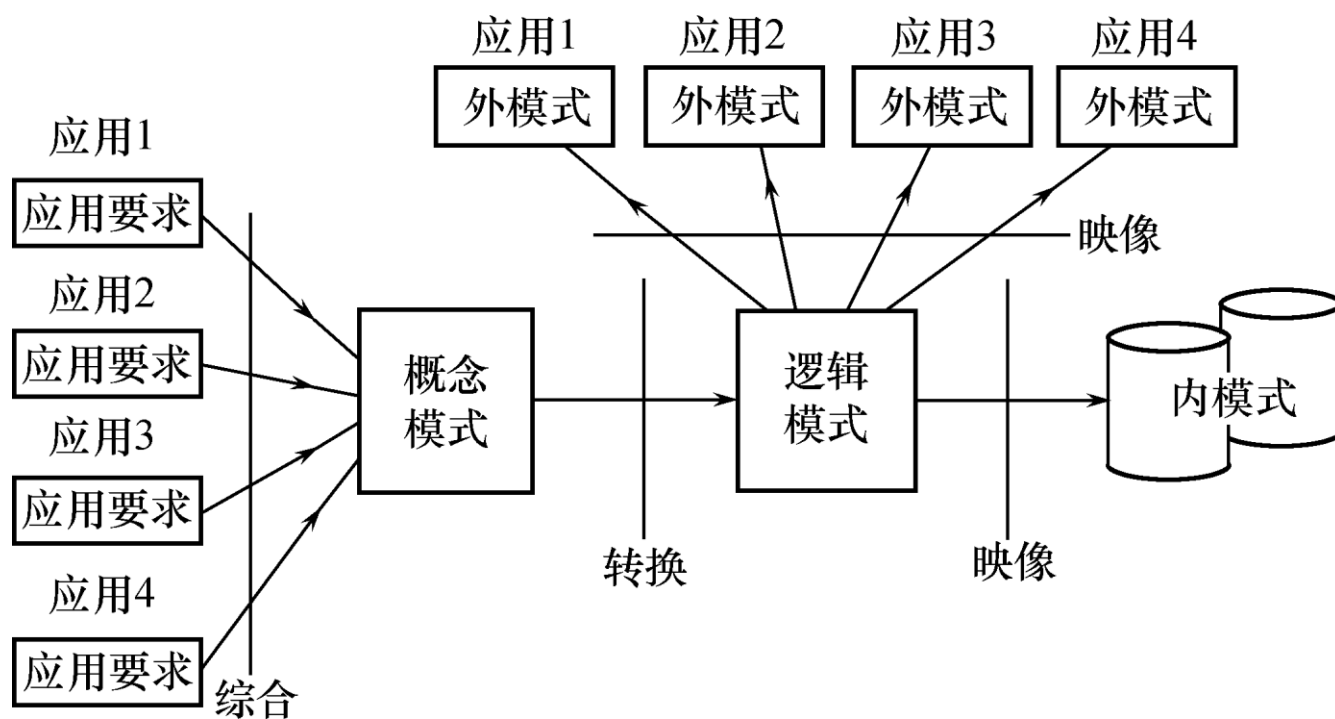 应用1
应用2
应用3
应用4
外模式
外模式
外模式
外模式
应用1
应用要求
映像
应用2
应用要求
概念
模式
逻辑
模式
内模式
应用3
应用要求
转换
映像
应用4
应用要求
综合